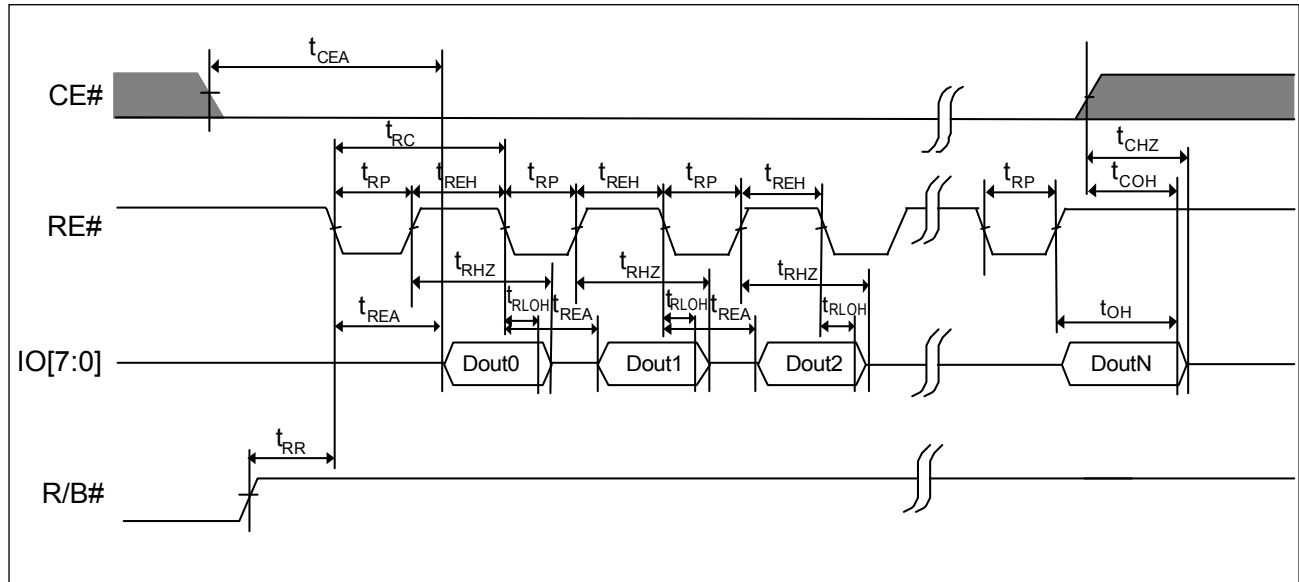 tCEA
CE#
tRC
tCHZ
tRP tREH tRP tREH tRP tREH tRP tCOH
RE#
tRHZ tRHZ tRHZ
tREA tRLOH tREA tRLOH tREA tRLOH tOH
IO[7:0] Dout0 Dout1 Dout2 DoutN
tRR
R/B#